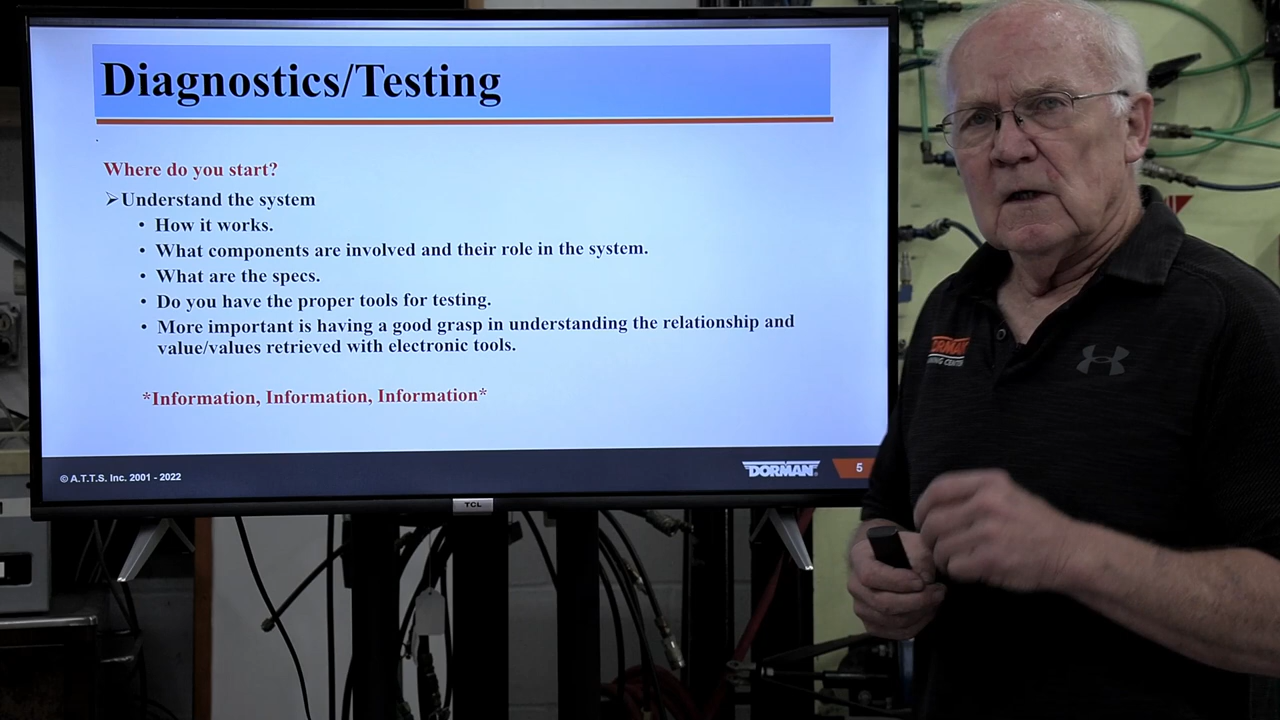 Diagnostics/Testing
Where do you start?
➢Understand the system
• How it works.
• What components are involved and their role in the system.
• What are the specs.
• Do you have the proper tools for testing.
• More important is having a good grasp in understanding the relationship and
value/values retrieved with electronic tools.
*Information, Information, Information*
© A.T.T.S. Inc. 2001 - 2022
DORMAN
5
TCL
DORMAN